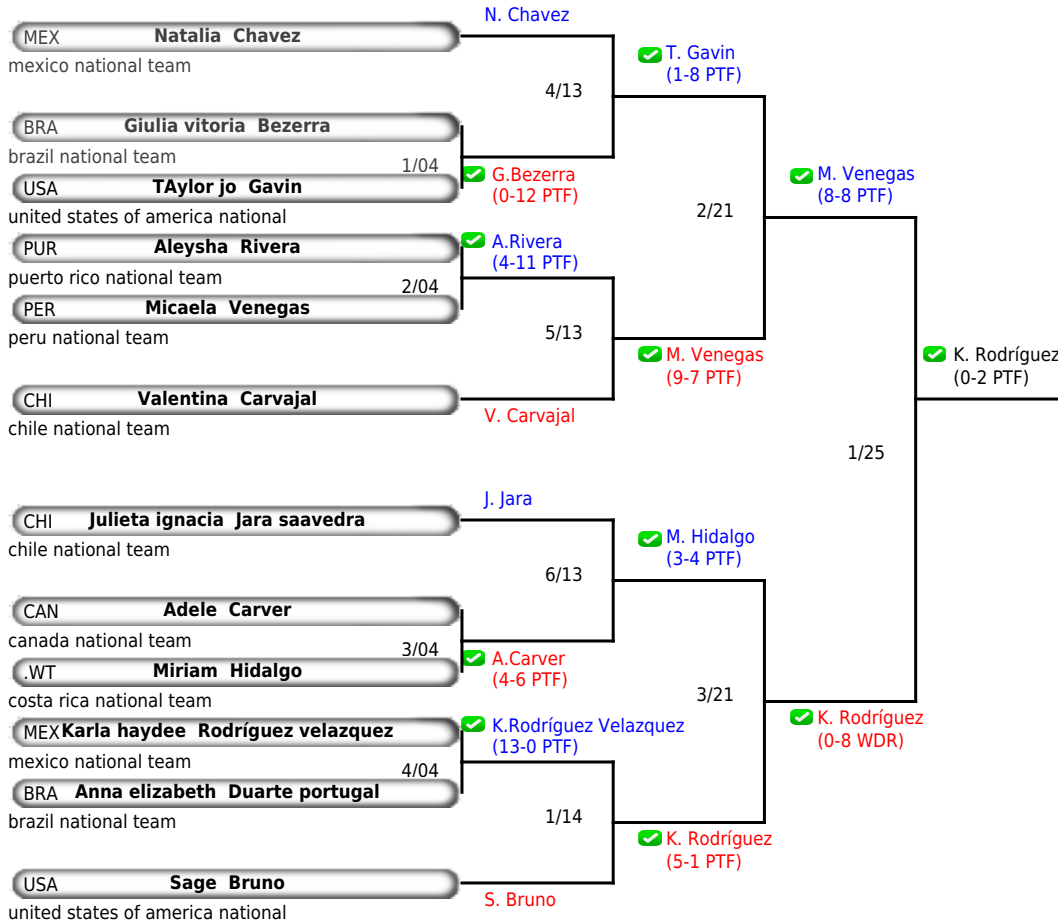 N. Chavez
MEX Natalia Chavez
mexico national team
4/13
T. Gavin
(1-8 PTF)
BRA Giulia vitoria Bezerra
brazil national team
1/04
G.Bezerra
(0-12 PTF)
USA TAylor jo Gavin
united states of america national
2/21
M. Venegas
(8-8 PTF)
PUR Aleysha Rivera
puerto rico national team
A.Rivera
(4-11 PTF)
2/04
PER Micaela Venegas
peru national team
5/13
M. Venegas
(9-7 PTF)
CHI Valentina Carvajal
chile national team
V. Carvajal
K. Rodríguez
(0-2 PTF)
1/25
J. Jara
CHI Julieta ignacia Jara saavedra
chile national team
6/13
M. Hidalgo
(3-4 PTF)
CAN Adele Carver
canada national team
3/04
A.Carver
(4-6 PTF)
.WT Miriam Hidalgo
costa rica national team
3/21
K. Rodríguez
(0-8 WDR)
MEX Karla haydee Rodríguez velazquez
mexico national team
K.Rodríguez Velazquez
(13-0 PTF)
4/04
BRA Anna elizabeth Duarte portugal
brazil national team
1/14
K. Rodríguez
(5-1 PTF)
USA Sage Bruno
united states of america national
S. Bruno